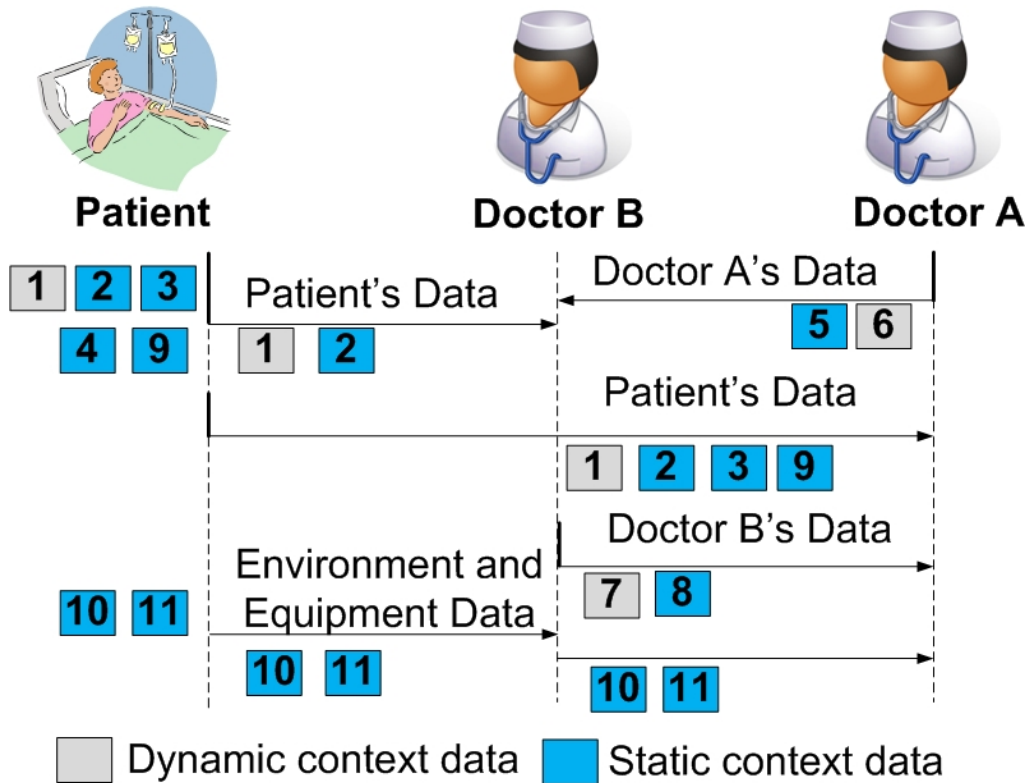 Patient Doctor B Doctor A
1 2 3
4 9
Patient's Data
1 2
Doctor A's Data
5 6
Patient's Data
1 2 3 9
Doctor B's Data
7 8
10 11
Environment and
Equipment Data
10 11
10 11
Dynamic context data Static context data